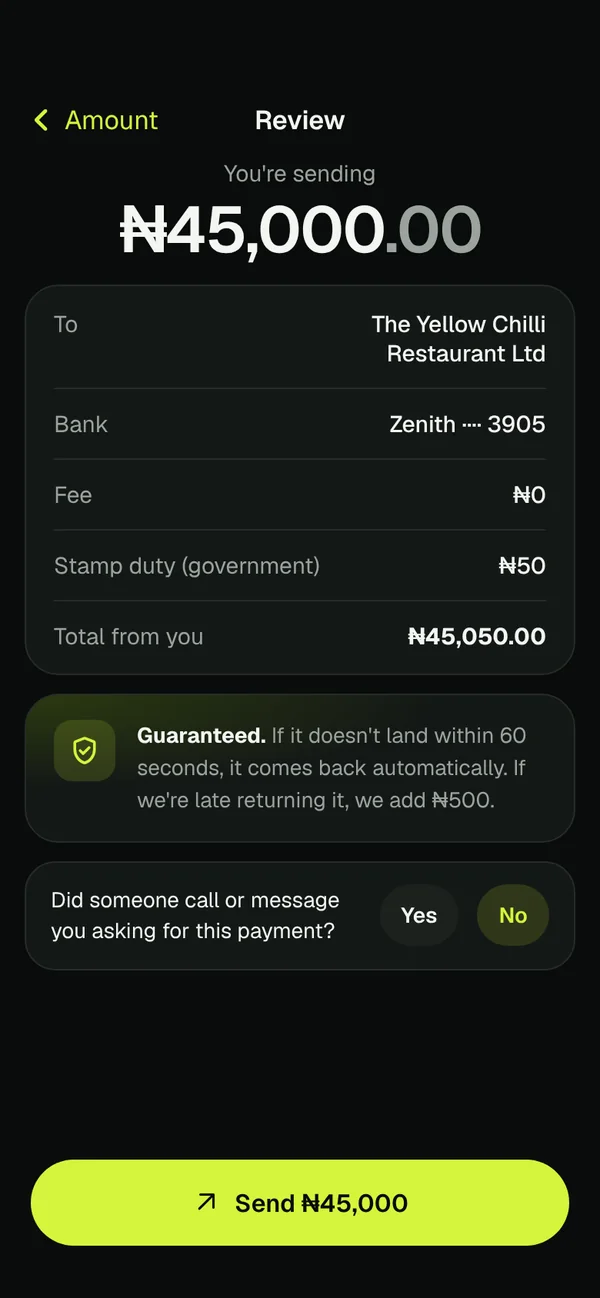 Amount
Review
You're sending
₦45,000.00
To
The Yellow Chilli
Restaurant Ltd
Bank
Zenith ···· 3905
Fee
₦0
Stamp duty (government)
₦50
Total from you
₦45,050.00
Guaranteed. If it doesn't land within 60
seconds, it comes back automatically. If
we're late returning it, we add ₦500.
Did someone call or message
you asking for this payment?
Yes
No
Send ₦45,000